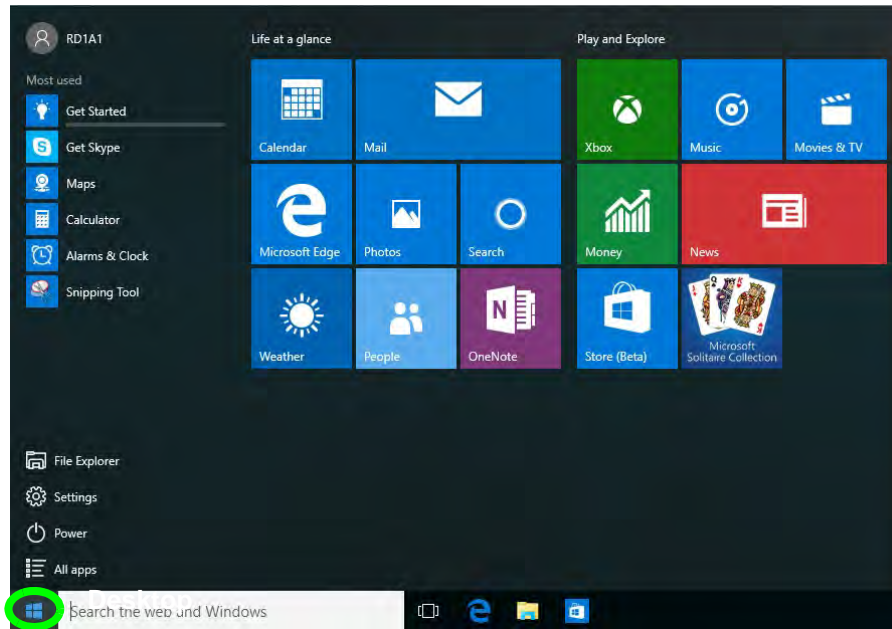 RD1A1
Most used
Get Started
Get Skype
Maps
Calculator
Alarms & Clock
Snipping Tool
File Explorer
Settings
Power
All apps
Life at a glance
Calendar
Mail
Microsoft Edge
Photos
Search
Weather
People
OneNote
Play and Explore
Xbox
Music
Movies & TV
Money
News
Store (Beta)
Microsoft
Solitaire Collection
Desktop
Search the web and Windows